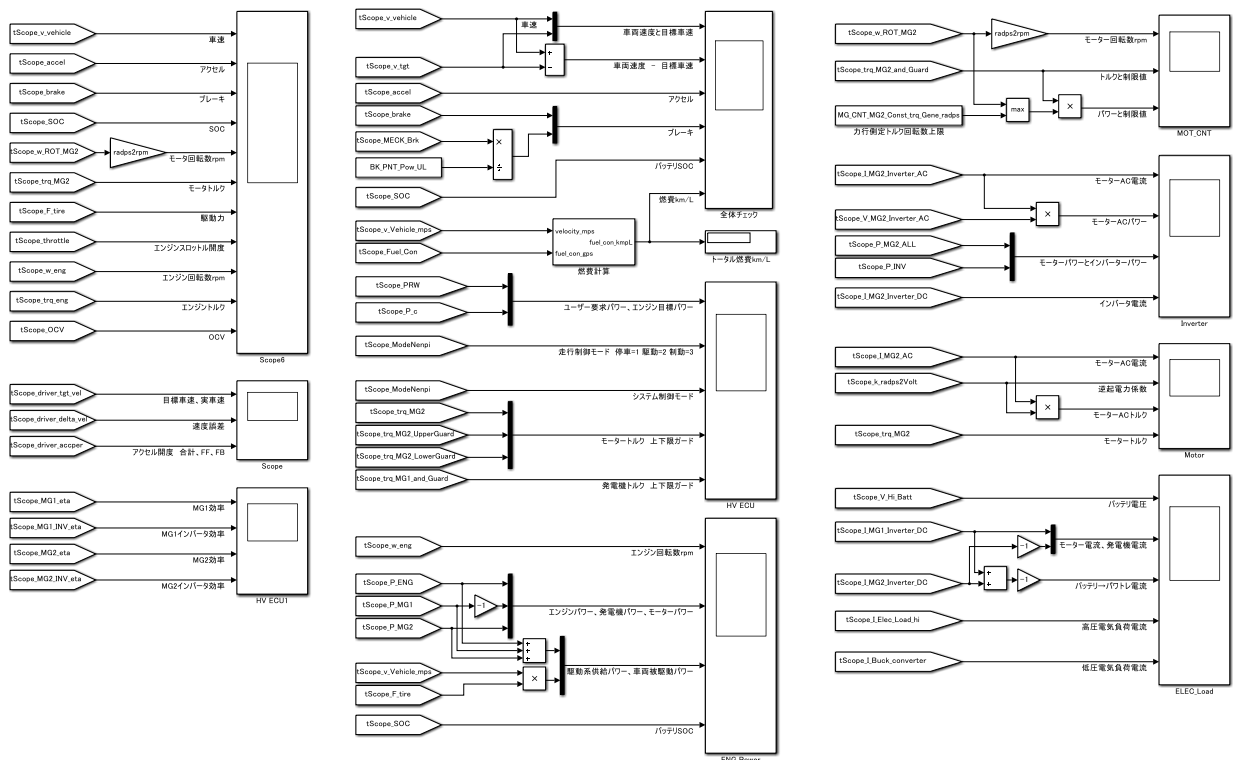 tScope_v_vehicle
車速
tScope_accel
アクセル
tScope_brake
ブレーキ
tScope_SOC
SOC
tScope_w_ROT_MG2
radps2rpm
モータ回転数rpm
tScope_trq_MG2
モータトルク
tScope_F_tire
駆動力
tScope_throttle
エンジンスロットル開度
tScope_w_eng
エンジン回転数rpm
tScope_trq_eng
エンジントルク
tScope_OCV
OCV
Scope6
tScope_driver_tgt_vel
目標車速、実車速
tScope_driver_delta_vel
速度誤差
tScope_driver_accper
アクセル開度 合計、FF、FB
Scope
tScope_MG1_eta
MG1効率
tScope_MG1_INV_eta
MG1インバータ効率
tScope_MG2_eta
MG2効率
tScope_MG2_INV_eta
MG2インバータ効率
HV ECU1
tScope_v_vehicle
車速
車両速度と目標車速
tScope_v_tgt
+
−
車両速度 － 目標車速
tScope_accel
アクセル
tScope_brake
ブレーキ
tScope_MECK_Brk
×
÷
BK_PNT_Pow_UL
tScope_SOC
バッテリSOC
燃費km/L
全体チェック
tScope_v_Vehicle_mps
velocity_mps
fuel_con_kmpL
tScope_Fuel_Con
fuel_con_gps
燃費計算
トータル燃費km/L
tScope_PRW
ユーザー要求パワー、エンジン目標パワー
tScope_P_c
tScope_ModeNenpi
走行制御モード 停車=1 駆動=2 制動=3
tScope_ModeNenpi
システム制御モード
tScope_trq_MG2
tScope_trq_MG2_UpperGuard
モータートルク 上下限ガード
tScope_trq_MG2_LowerGuard
tScope_trq_MG1_and_Guard
発電機トルク 上下限ガード
HV ECU
tScope_w_eng
エンジン回転数rpm
tScope_P_ENG
tScope_P_MG1
-1
エンジンパワー、発電機パワー、モーターパワー
tScope_P_MG2
+
+
+
駆動系供給パワー、車両被駆動パワー
tScope_v_Vehicle_mps
×
tScope_F_tire
tScope_SOC
バッテリSOC
ENG Power
tScope_w_ROT_MG2
radps2rpm
モーター回転数rpm
tScope_trq_MG2_and_Guard
トルクと制限値
MG_CNT_MG2_Const_trq_Gene_radps
max
×
パワーと制限値
力行側定トルク回転数上限
MOT_CNT
tScope_I_MG2_Inverter_AC
モーターAC電流
tScope_V_MG2_Inverter_AC
×
モーターACパワー
tScope_P_MG2_ALL
モーターパワーとインバーターパワー
tScope_P_INV
tScope_I_MG2_Inverter_DC
インバータ電流
Inverter
tScope_I_MG2_AC
モーターAC電流
tScope_k_radps2Volt
逆起電力係数
×
モーターACトルク
tScope_trq_MG2
モータートルク
Motor
tScope_V_Hi_Batt
バッテリ電圧
tScope_I_MG1_Inverter_DC
-1
モーター電流、発電機電流
tScope_I_MG2_Inverter_DC
+
+
-1
バッテリ→パワトレ電流
tScope_I_Elec_Load_hi
高圧電気負荷電流
tScope_I_Buck_converter
低圧電気負荷電流
ELEC_Load